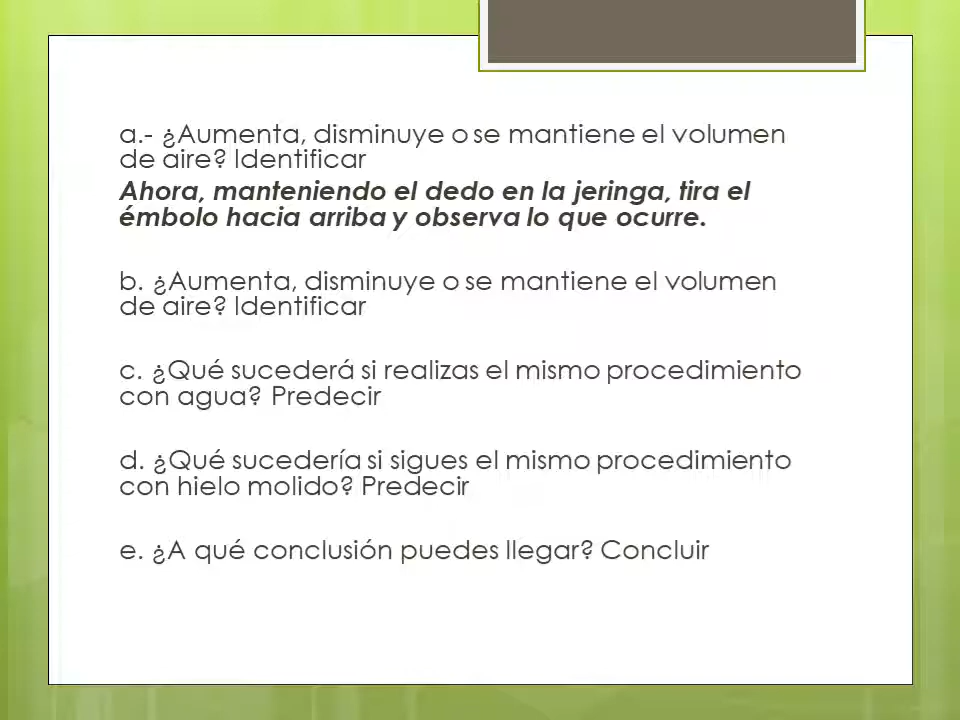 a.- ¿Aumenta, disminuye o se mantiene el volumen
de aire? Identificar
Ahora, manteniendo el dedo en la jeringa, tira el
émbolo hacia arriba y observa lo que ocurre.
b. ¿Aumenta, disminuye o se mantiene el volumen
de aire? Identificar
c. ¿Qué sucederá si realizas el mismo procedimiento
con agua? Predecir
d. ¿Qué sucedería si sigues el mismo procedimiento
con hielo molido? Predecir
e. ¿A qué conclusión puedes llegar? Concluir